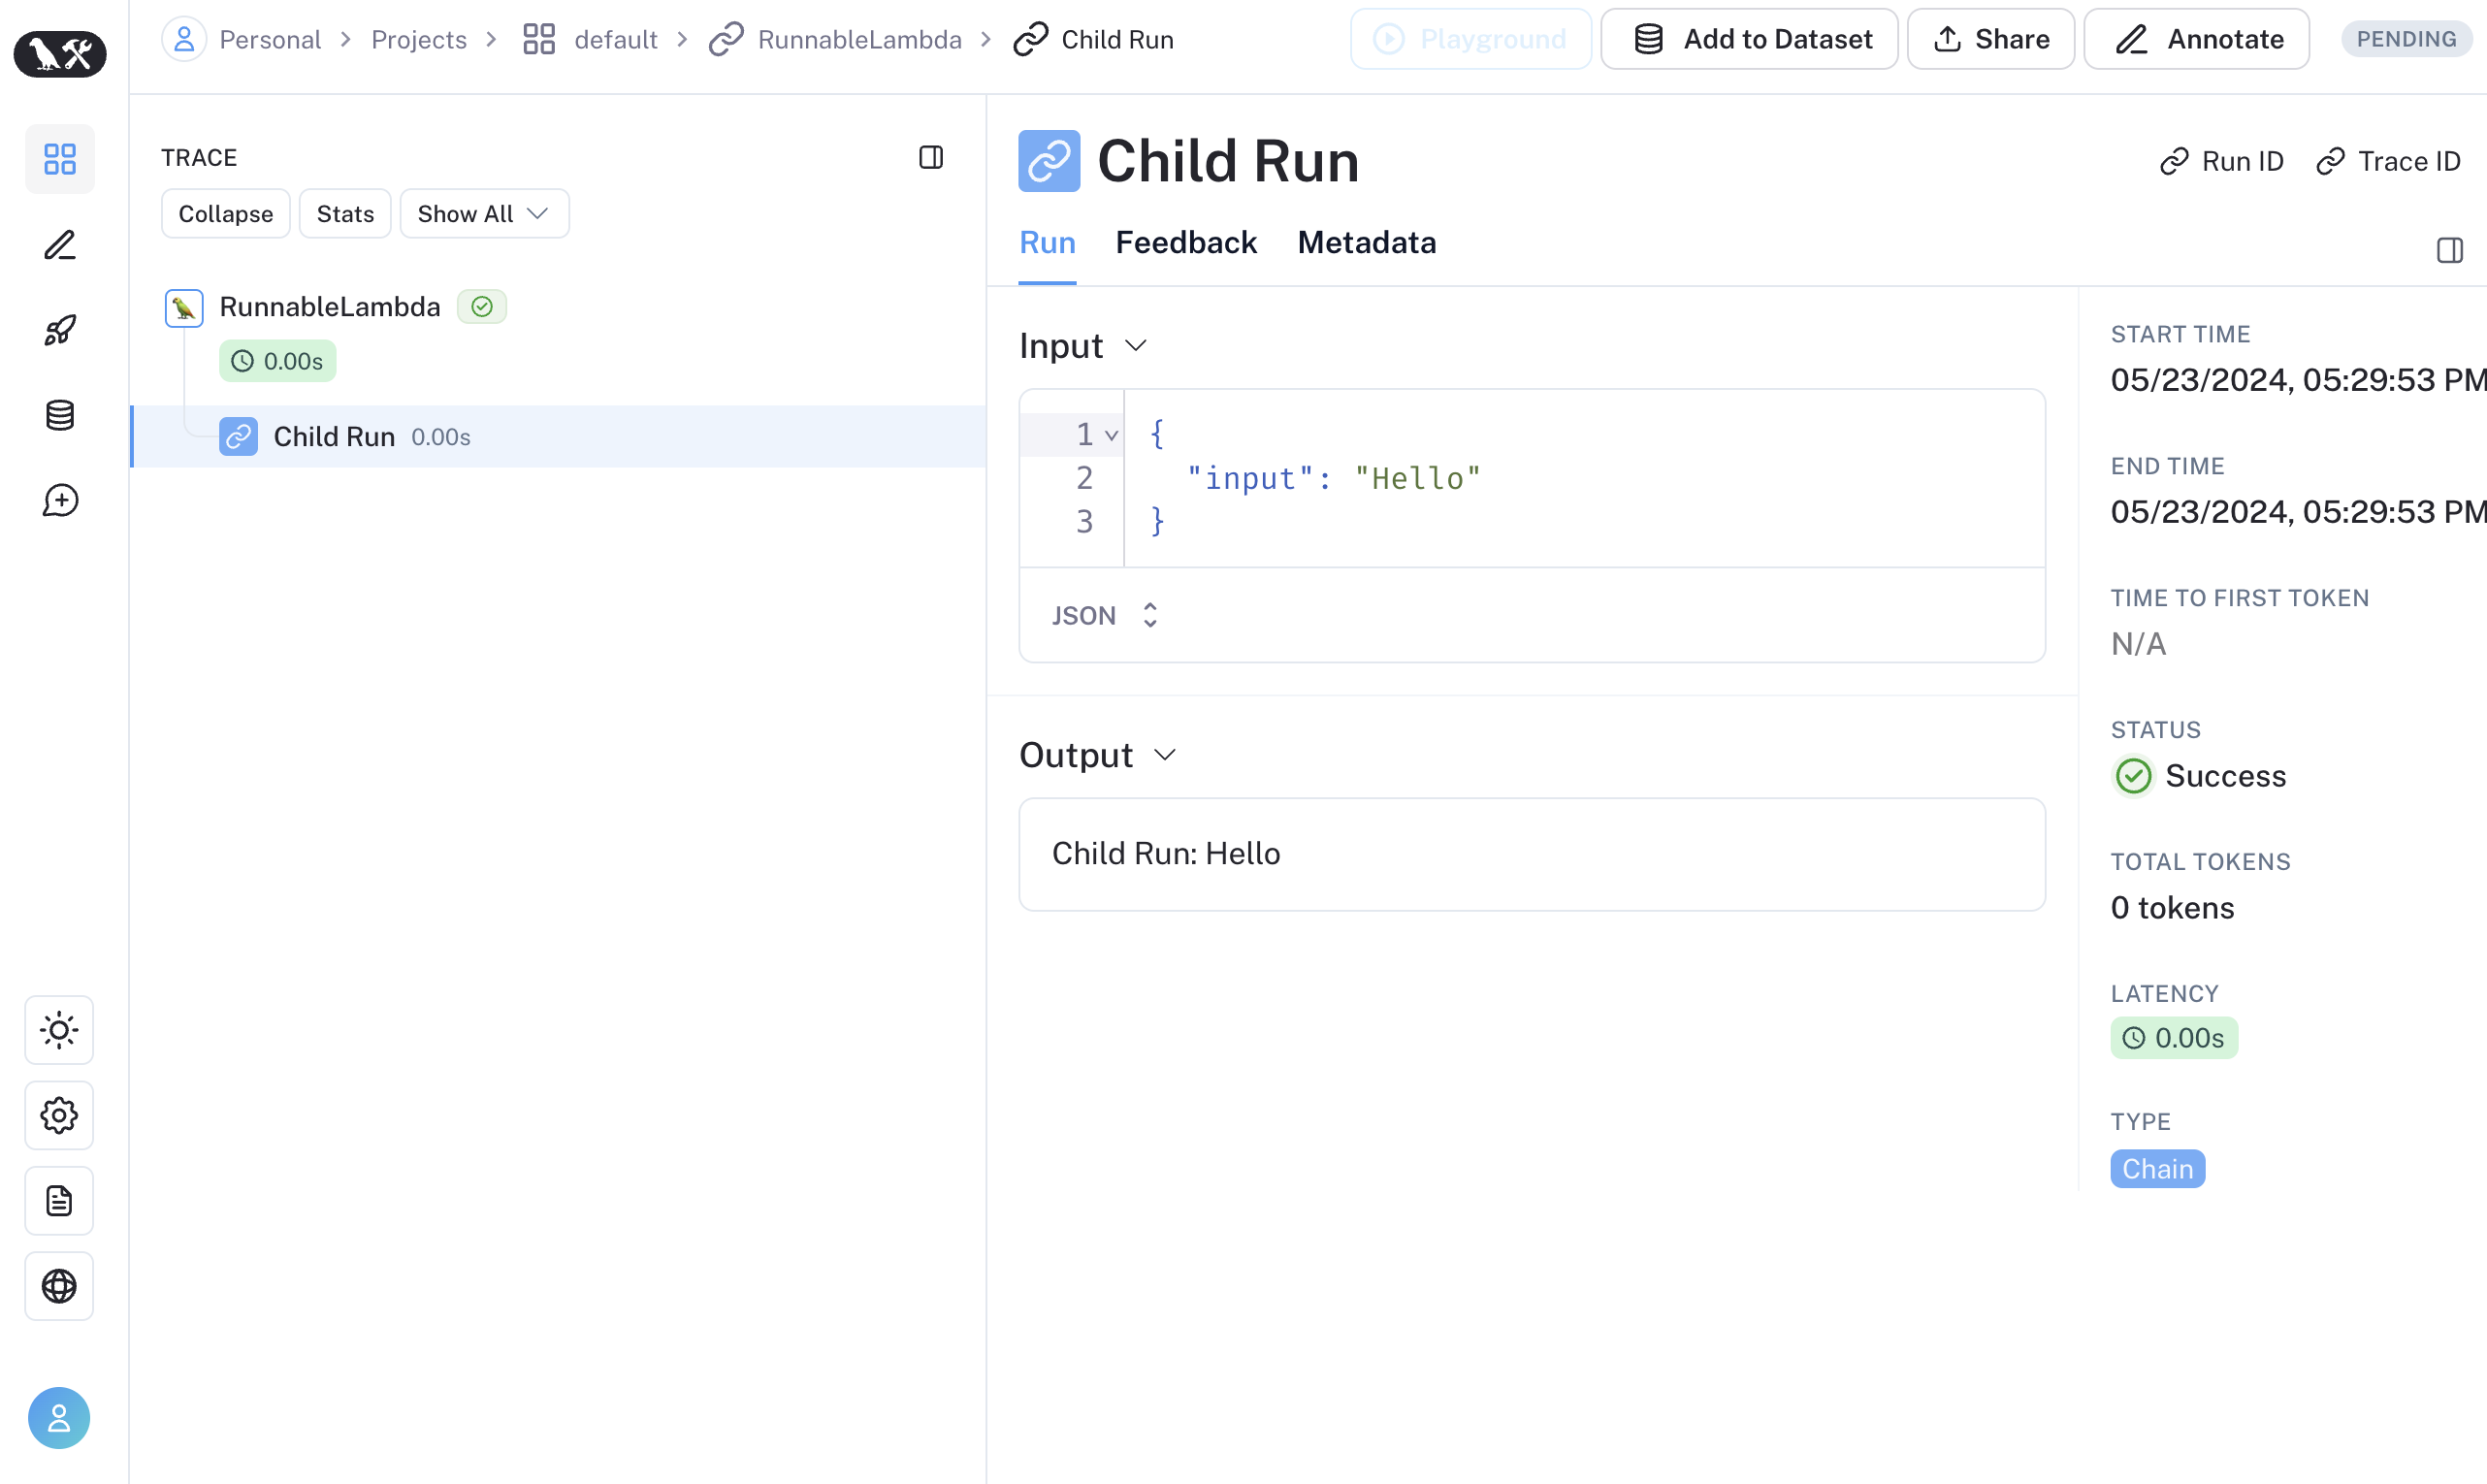 Personal > Projects > default > RunnableLambda > Child Run
Playground
Add to Dataset
Share
Annotate
PENDING
TRACE
Collapse
Stats
Show All
RunnableLambda
0.00s
Child Run 0.00s
Child Run
Run ID
Trace ID
Run
Feedback
Metadata
Input
1 {
2 "input": "Hello"
3 }
JSON
Output
Child Run: Hello
START TIME
05/23/2024, 05:29:53 PM
END TIME
05/23/2024, 05:29:53 PM
TIME TO FIRST TOKEN
N/A
STATUS
Success
TOTAL TOKENS
0 tokens
LATENCY
0.00s
TYPE
Chain